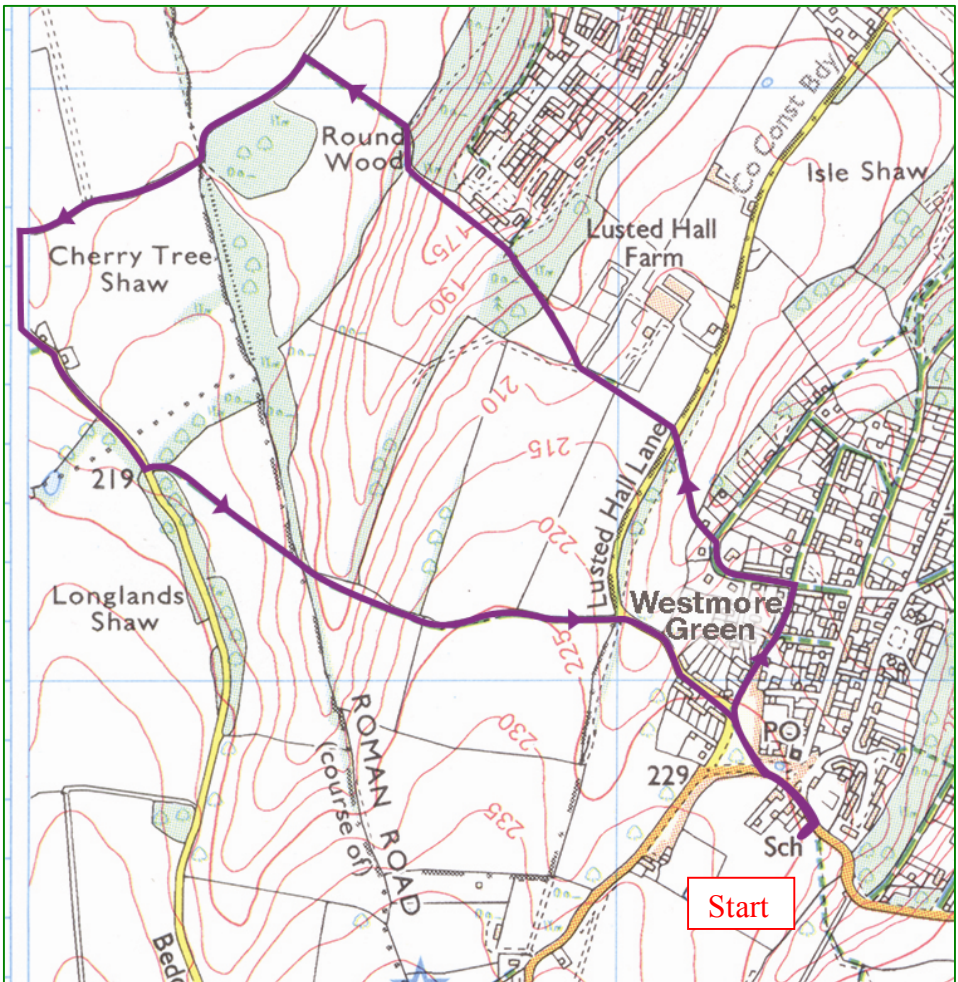 Round
Wood
Co Const Bdy
Isle Shaw
Cherry Tree
Shaw
175
Lusted Hall
Farm
190
210
215
219
Lusted Hall Lane
220
Longlands
Shaw
Westmore
Green
225
ROMAN ROAD
(course of)
230
PO
229
235
Sch
Start